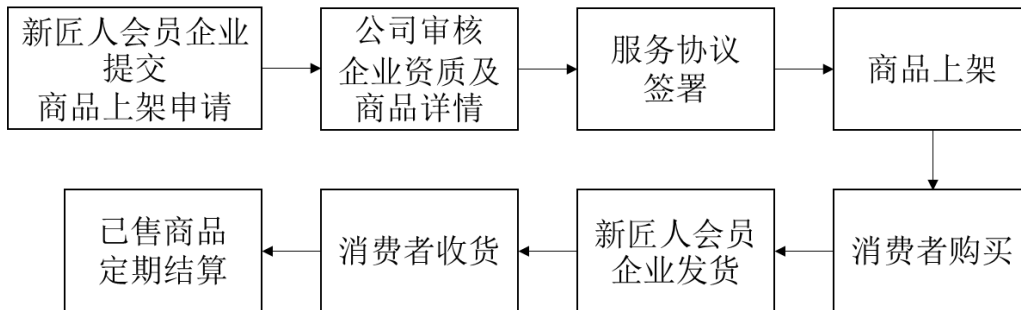 新匠人会员企业
提交
商品上架申请
公司审核
企业资质及
商品详情
服务协议
签署
商品上架
消费者购买
新匠人会员
企业发货
消费者收货
已售商品
定期结算